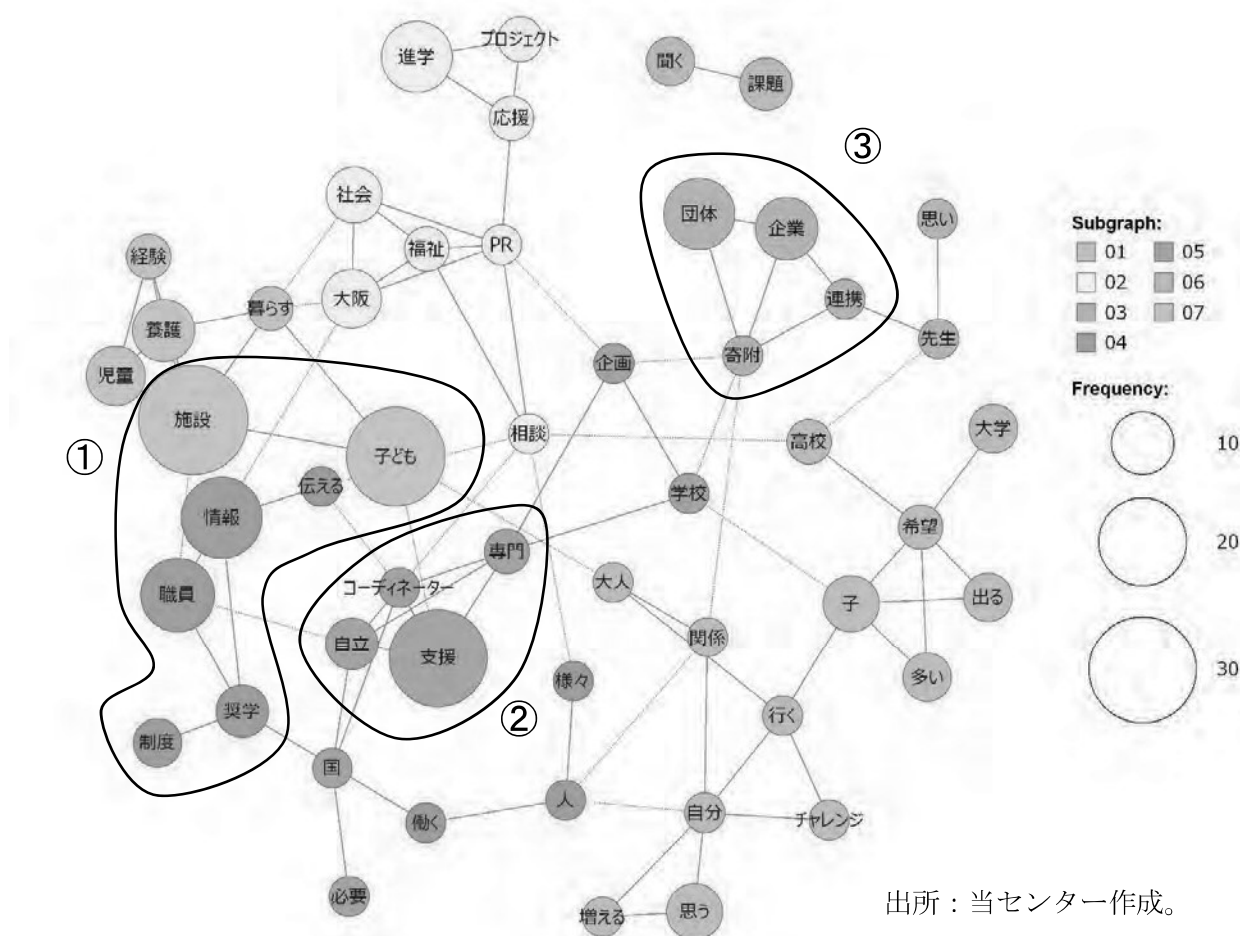 進学
プロジェクト
応援
聞く
課題
③
社会
福祉
PR
大阪
経験
養護
児童
暮らす
団体
企業
連携
寄附
思い
先生
企画
①
施設
子ども
伝える
情報
職員
奨学
制度
相談
高校
大学
学校
希望
子
出る
多い
専門
コーディネーター
自立
支援
②
大人
関係
様々
行く
国
働く
人
自分
チャレンジ
必要
増える
思う
Subgraph:
01 05
02 06
03 07
04
Frequency:
10
20
30
出所：当センター作成。